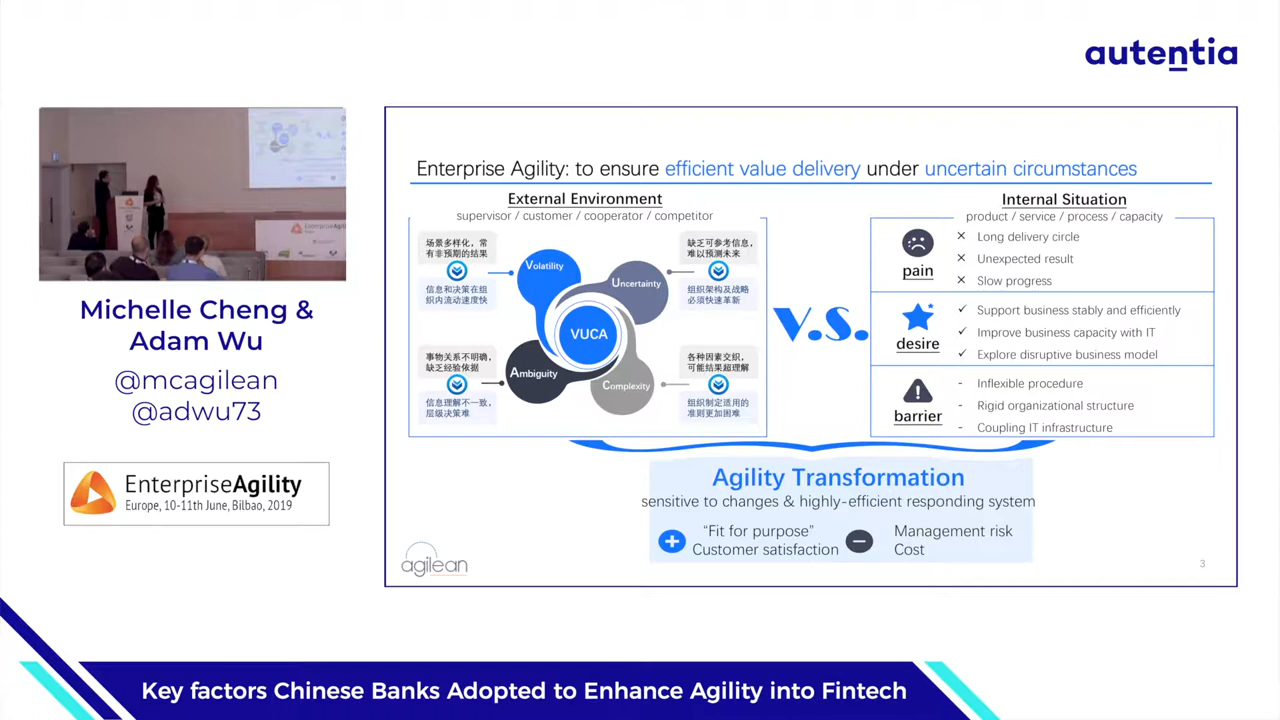 autentia
Michelle Cheng &
Adam Wu
@mcagilean
@adwu73
EnterpriseAgility
Europe, 10-11th June, Bilbao, 2019
Enterprise Agility: to ensure efficient value delivery under uncertain circumstances
External Environment
supervisor / customer / cooperator / competitor
场景多样化，常
有非预期的结果
信息和决策在组
织内流动速度快
Volatility
缺乏可参考信息，
难以预测未来
组织架构及战略
必须快速革新
Uncertainty
VUCA
事物关系不明确，
缺乏经验依据
信息理解不一致，
层级决策难
Ambiguity
各种因素交织，
可能结果超理解
组织制定适用的
准则更加困难
Complexity
V.S.
Internal Situation
product / service / process / capacity
pain
× Long delivery circle
× Unexpected result
× Slow progress
desire
✓ Support business stably and efficiently
✓ Improve business capacity with IT
✓ Explore disruptive business model
barrier
- Inflexible procedure
- Rigid organizational structure
- Coupling IT infrastructure
Agility Transformation
sensitive to changes & highly-efficient responding system
“Fit for purpose”
Customer satisfaction
Management risk
Cost
agilean
3
Key factors Chinese Banks Adopted to Enhance Agility into Fintech